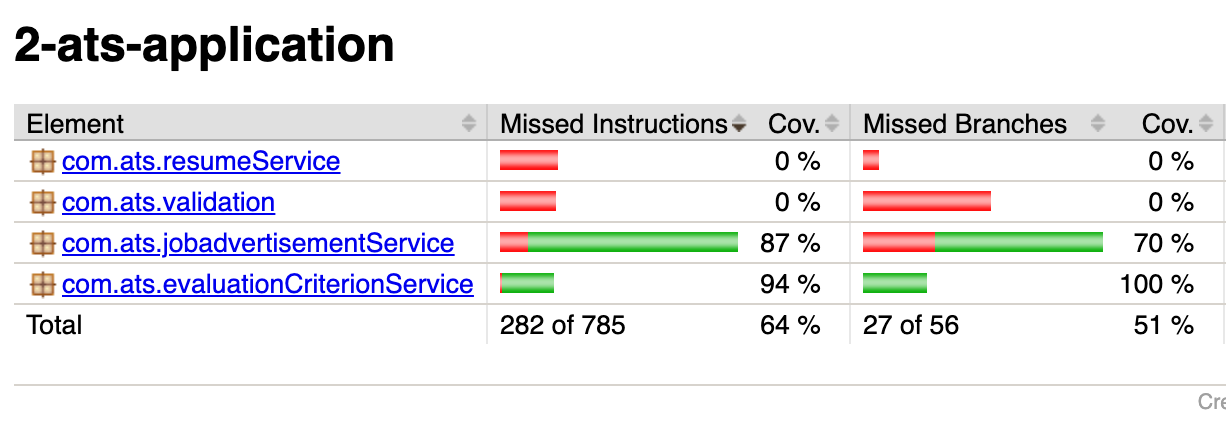 2-ats-application
Element Missed Instructions Cov. Missed Branches Cov.
com.ats.resumeService 0 % 0 %
com.ats.validation 0 % 0 %
com.ats.jobadvertisementService 87 % 70 %
com.ats.evaluationCriterionService 94 % 100 %
Total 282 of 785 64 % 27 of 56 51 %